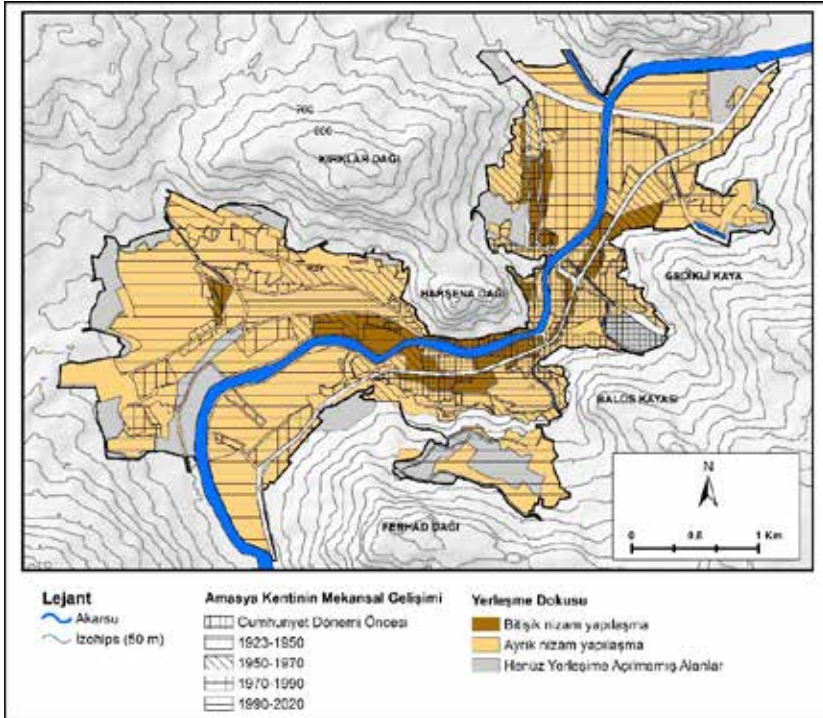 700
800
KIRKLAR DAĞI
HARŞENA DAĞI
GEDİKLİ KAYA
SALOS KAYASI
FERHAD DAĞI
N
0 0,5 1 Km
Lejant
Akarsu
İzohips (50 m)
Amasya Kentinin Mekansal Gelişimi
Cumhuriyet Dönemi Öncesi
1923-1950
1950-1970
1970-1990
1990-2020
Yerleşme Dokusu
Bitişik nizam yapılaşma
Ayrık nizam yapılaşma
Henüz Yerleşime Açılmamış Alanlar